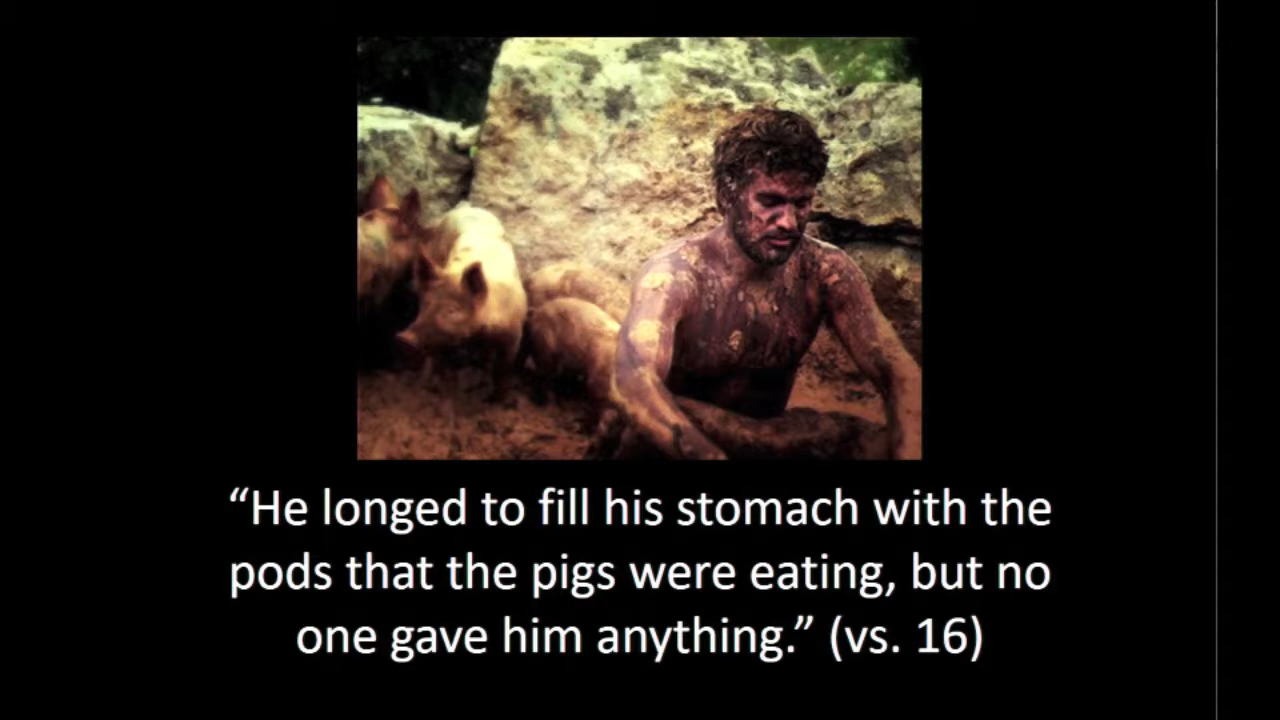 “He longed to fill his stomach with the
pods that the pigs were eating, but no
one gave him anything.” (vs. 16)